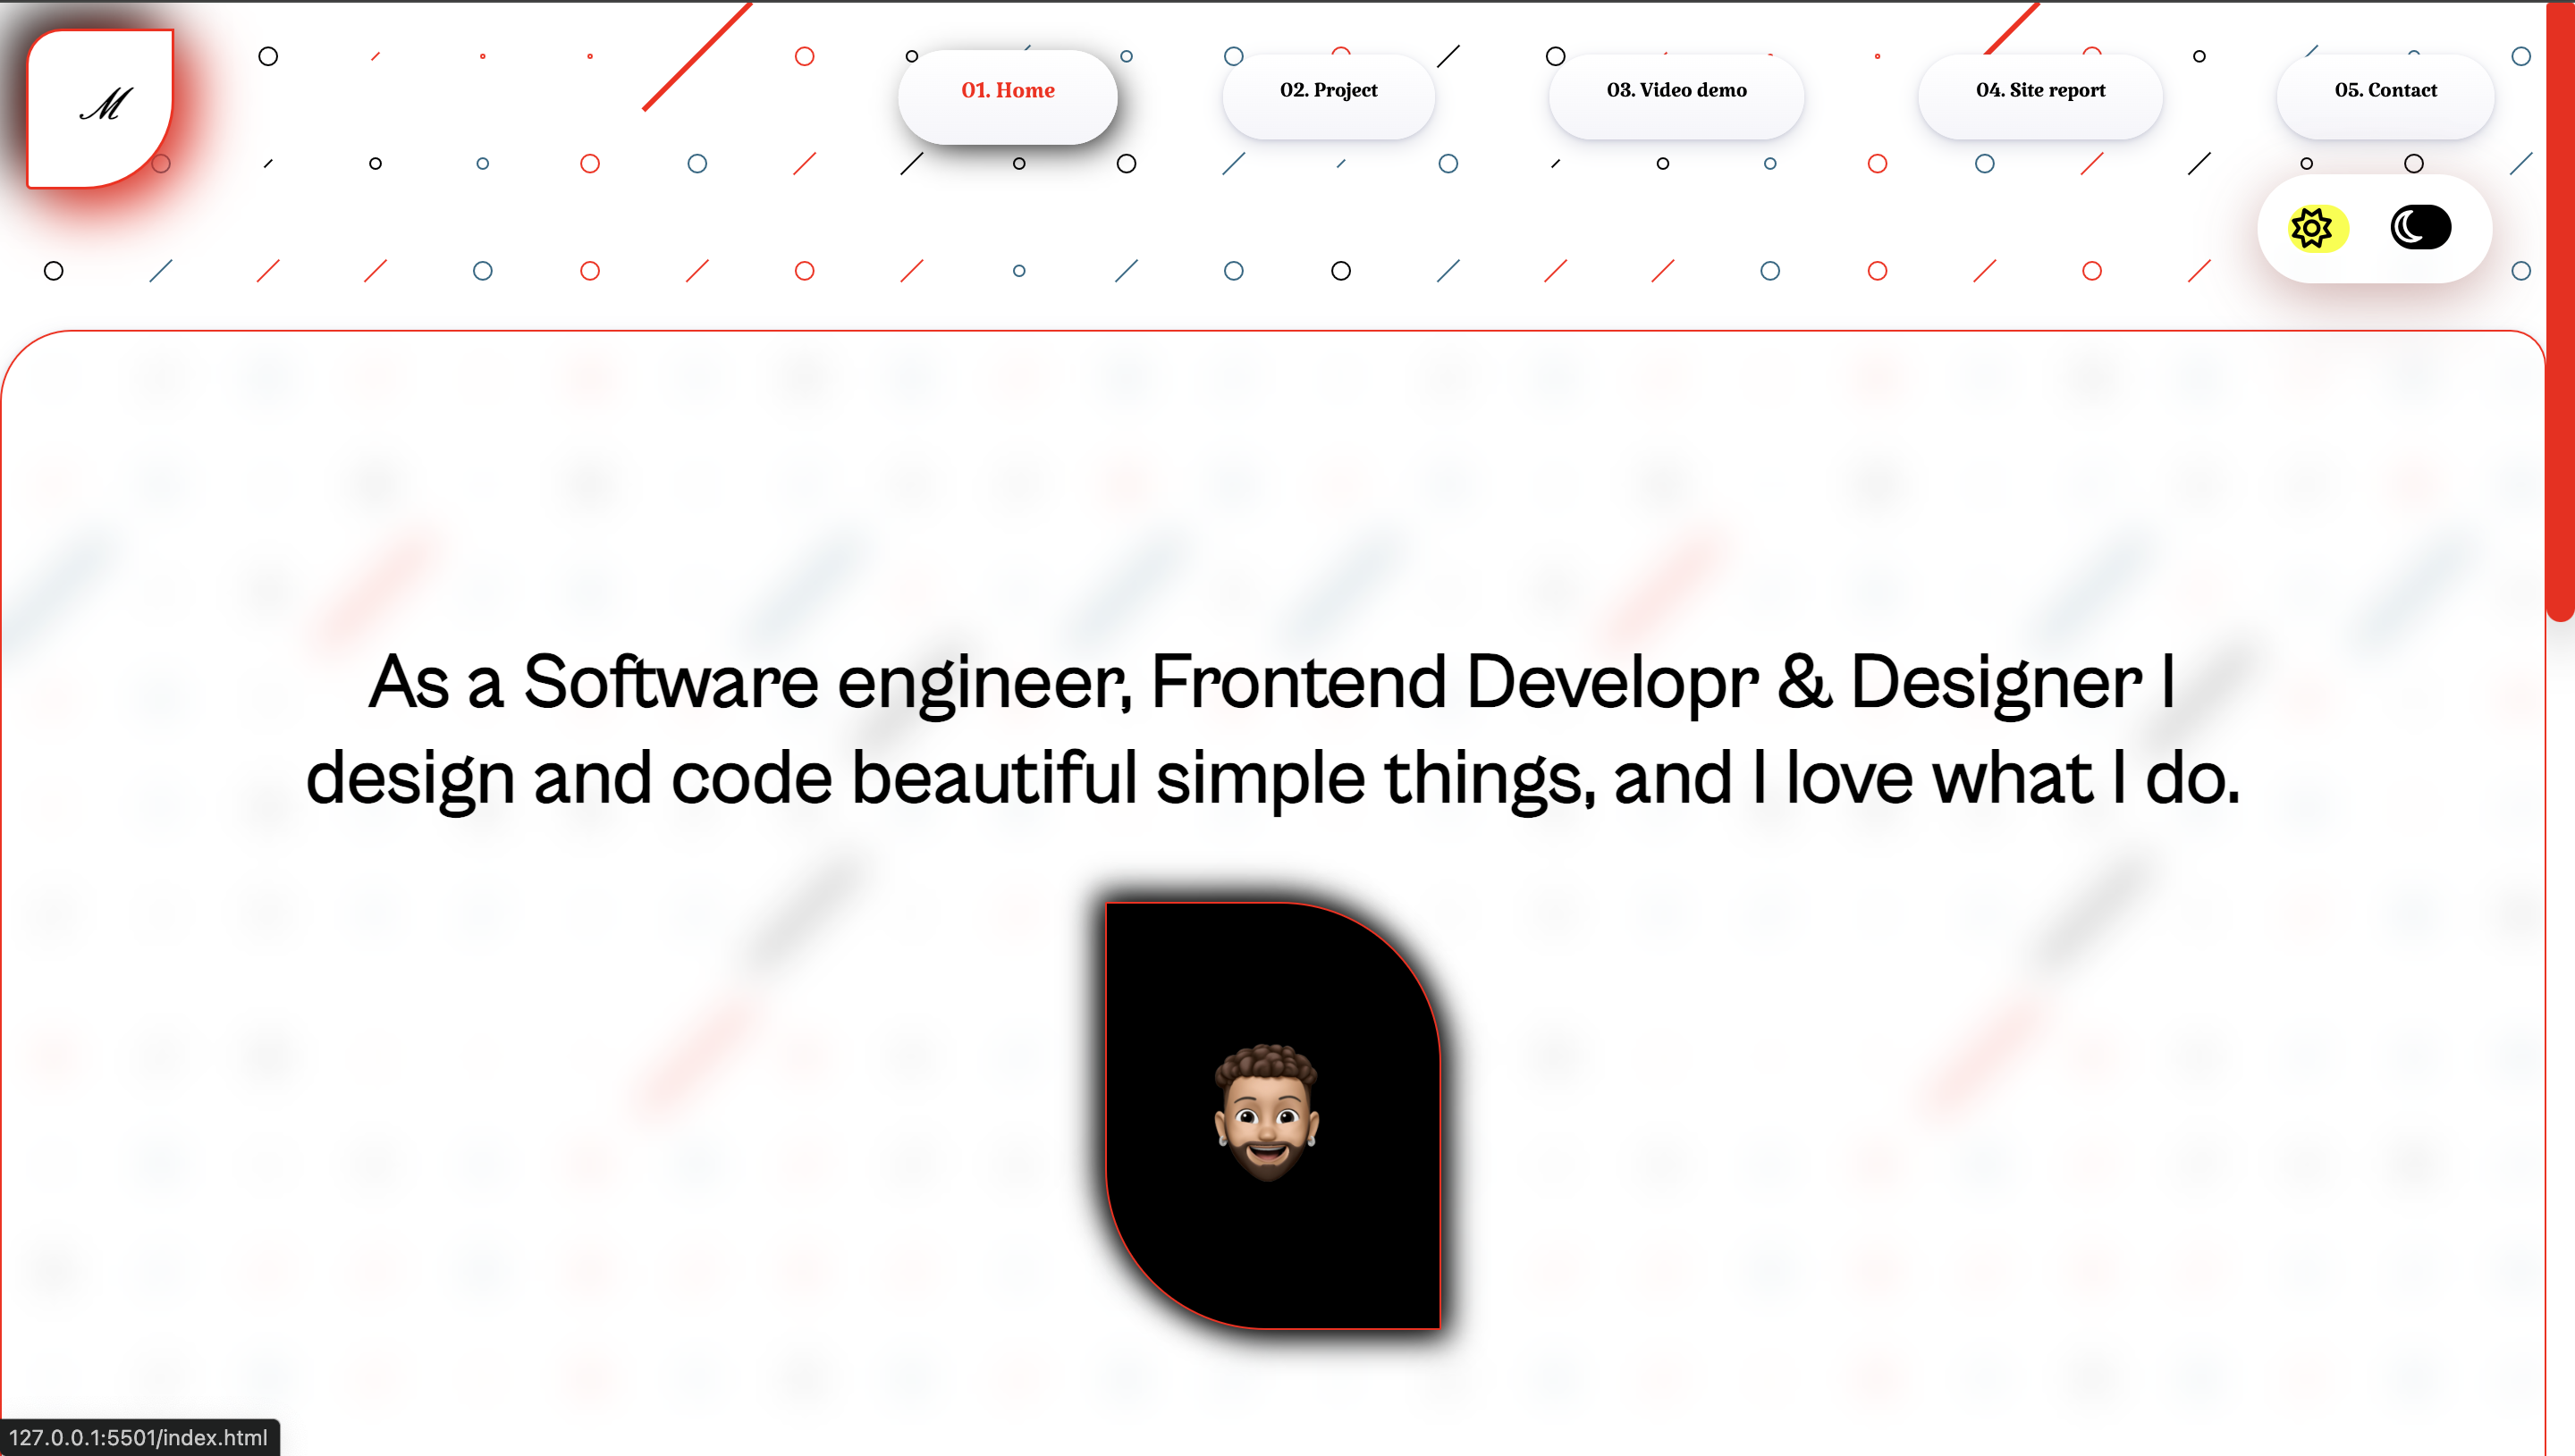 ℳ
01. Home
02. Project
03. Video demo
04. Site report
05. Contact
As a Software engineer, Frontend Developr & Designer I
design and code beautiful simple things, and I love what I do.
127.0.0.1:5501/index.html